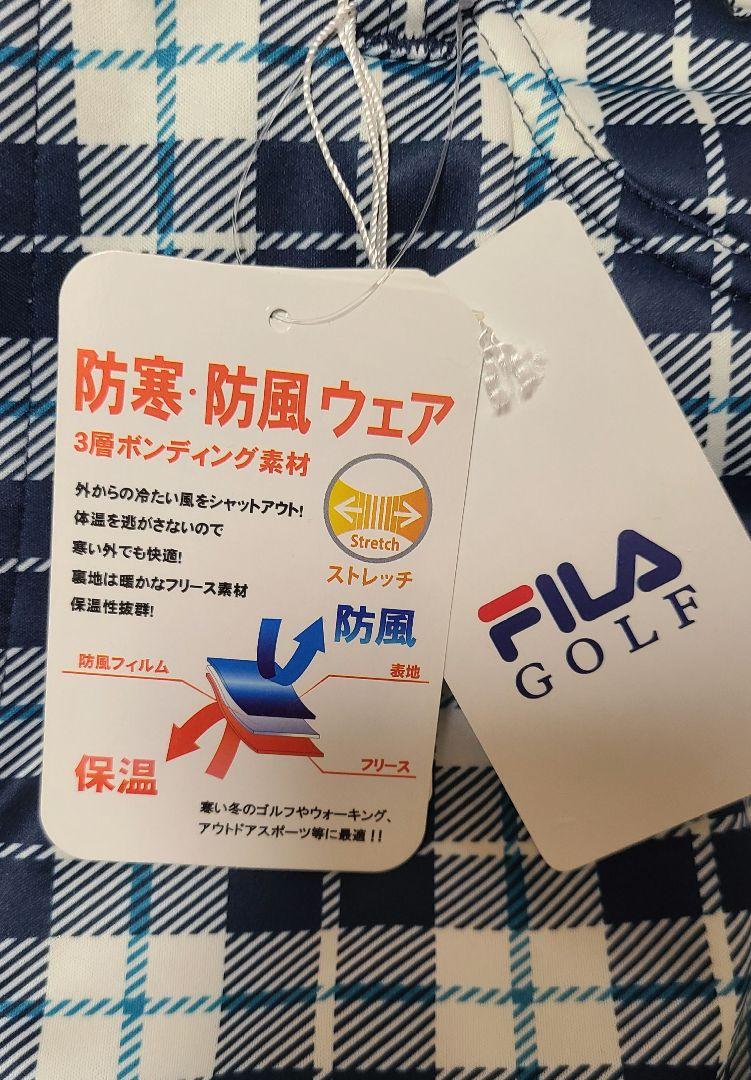 防寒・防風ウェア
3層ボンディング素材
外からの冷たい風をシャットアウト!
体温を逃がさないので
寒い外でも快適!
裏地は暖かなフリース素材
保温性抜群!
Stretch
ストレッチ
防風
防風フィルム
表地
保温
フリース
寒い冬のゴルフやウォーキング、
アウトドアスポーツ等に最適!!
FILA
GOLF